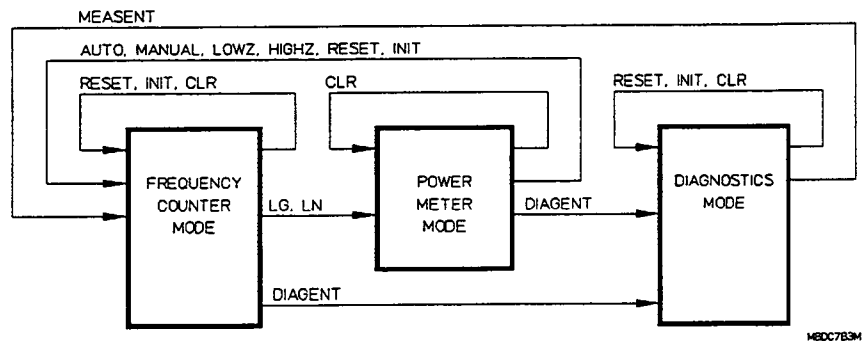 MEASENT
AUTO, MANUAL, LOWZ, HIGHZ, RESET, INIT
RESET, INIT, CLR
CLR
RESET, INIT, CLR
FREQUENCY
COUNTER
MODE
POWER
METER
MODE
DIAGNOSTICS
MODE
LG, LN
DIAGENT
DIAGENT
MBDC7B3M